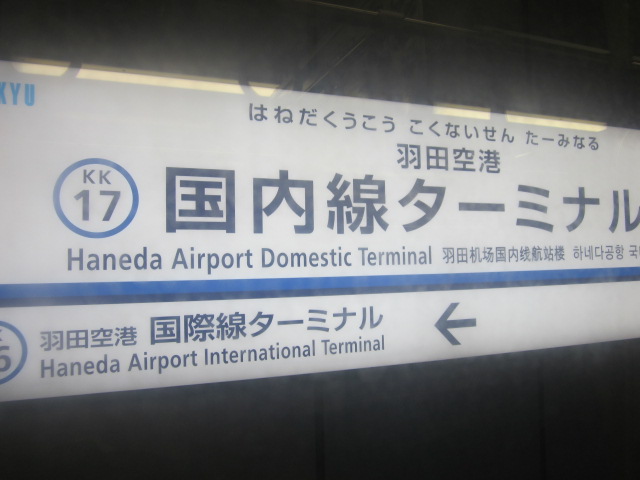 KYU
はねだくうこう こくないせん たーみなる
羽田空港
KK
17
国内線ターミナル
Haneda Airport Domestic Terminal 羽田机场国内线航站楼 하네다공항
羽田空港 国際線ターミナル
Haneda Airport International Terminal